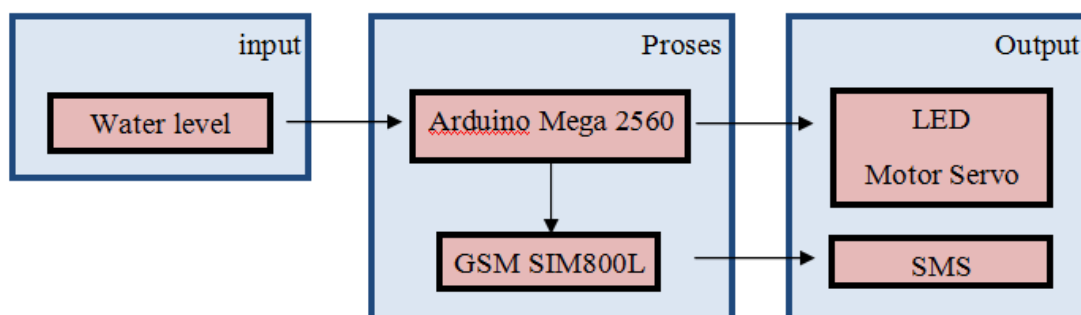 input
Water level
Proses
Arduino Mega 2560
GSM SIM800L
Output
LED
Motor Servo
SMS